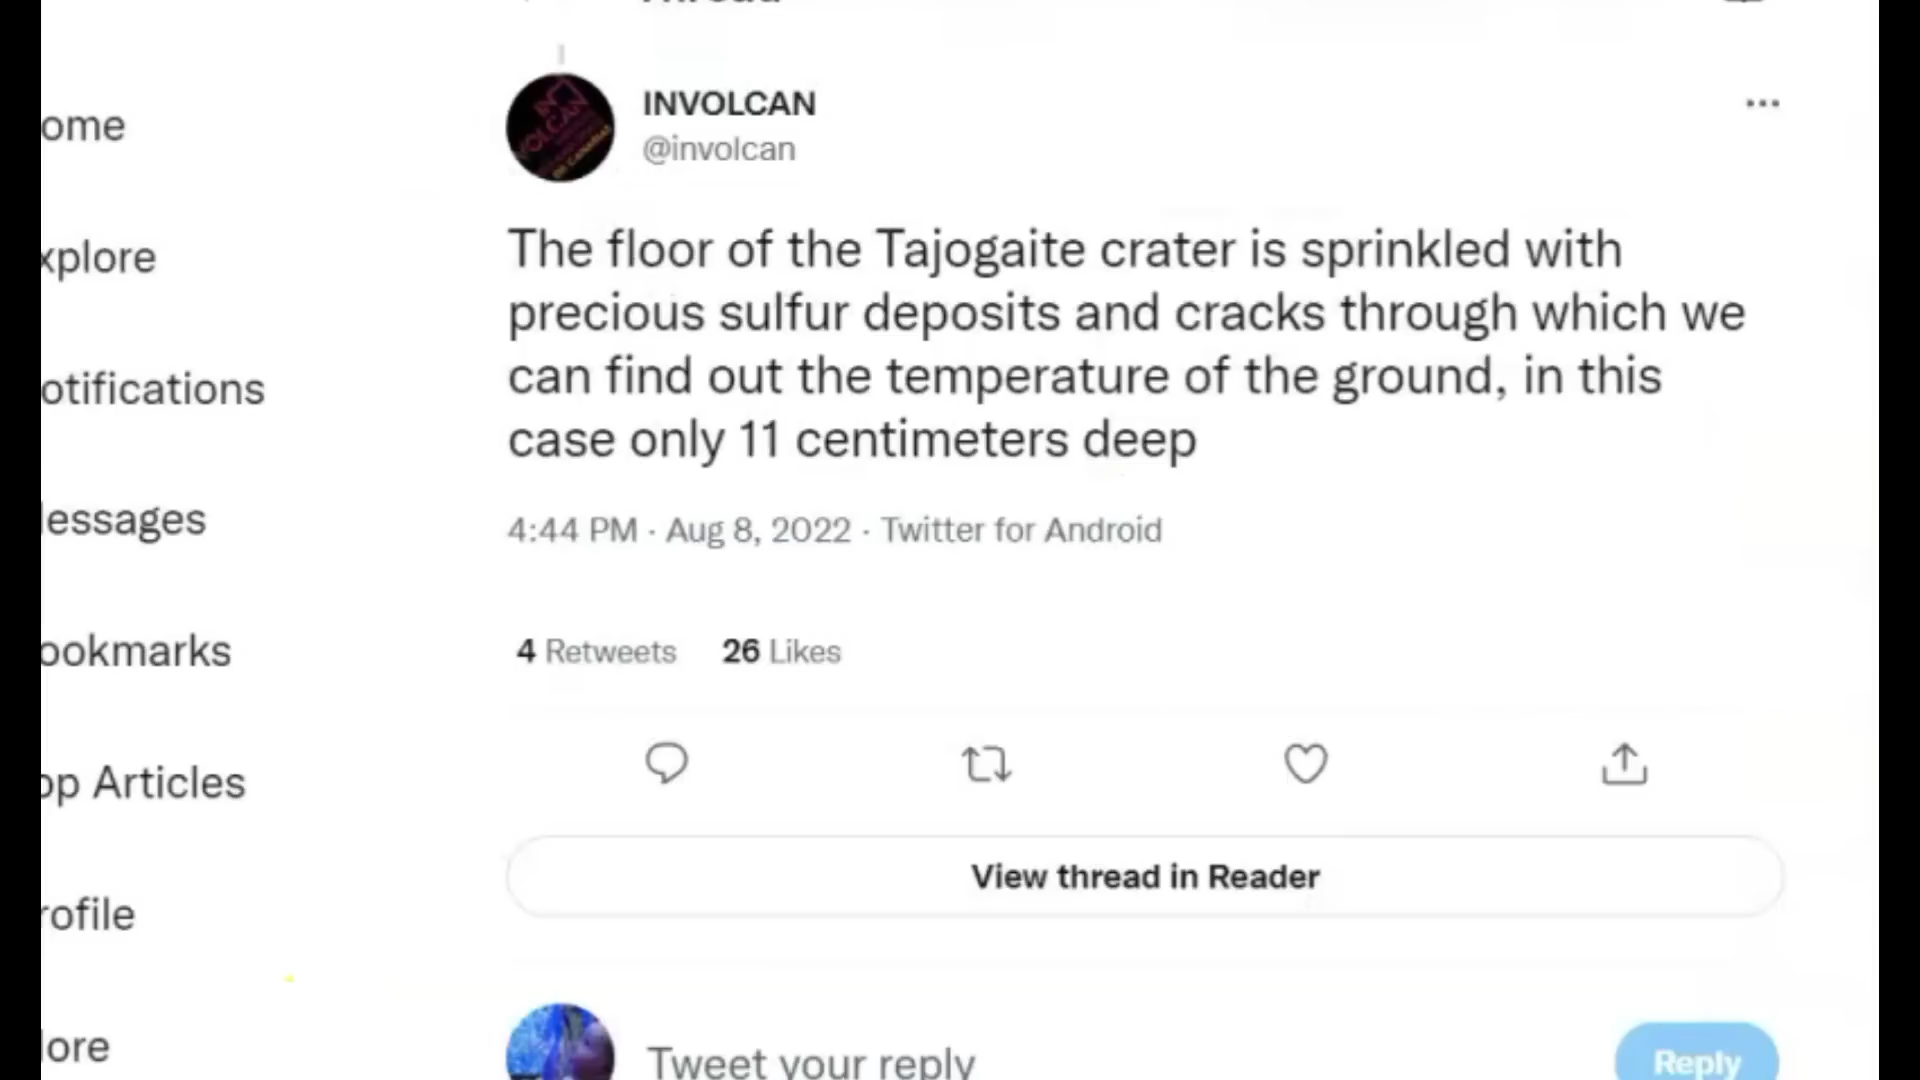 Thread
INVOLCAN
@involcan
ome
xplore
otifications
essages
ookmarks
op Articles
rofile
ore
The floor of the Tajogaite crater is sprinkled with
precious sulfur deposits and cracks through which we
can find out the temperature of the ground, in this
case only 11 centimeters deep
4:44 PM · Aug 8, 2022 · Twitter for Android
4 Retweets 26 Likes
View thread in Reader
Tweet your reply
Reply
IN
VOLCAN